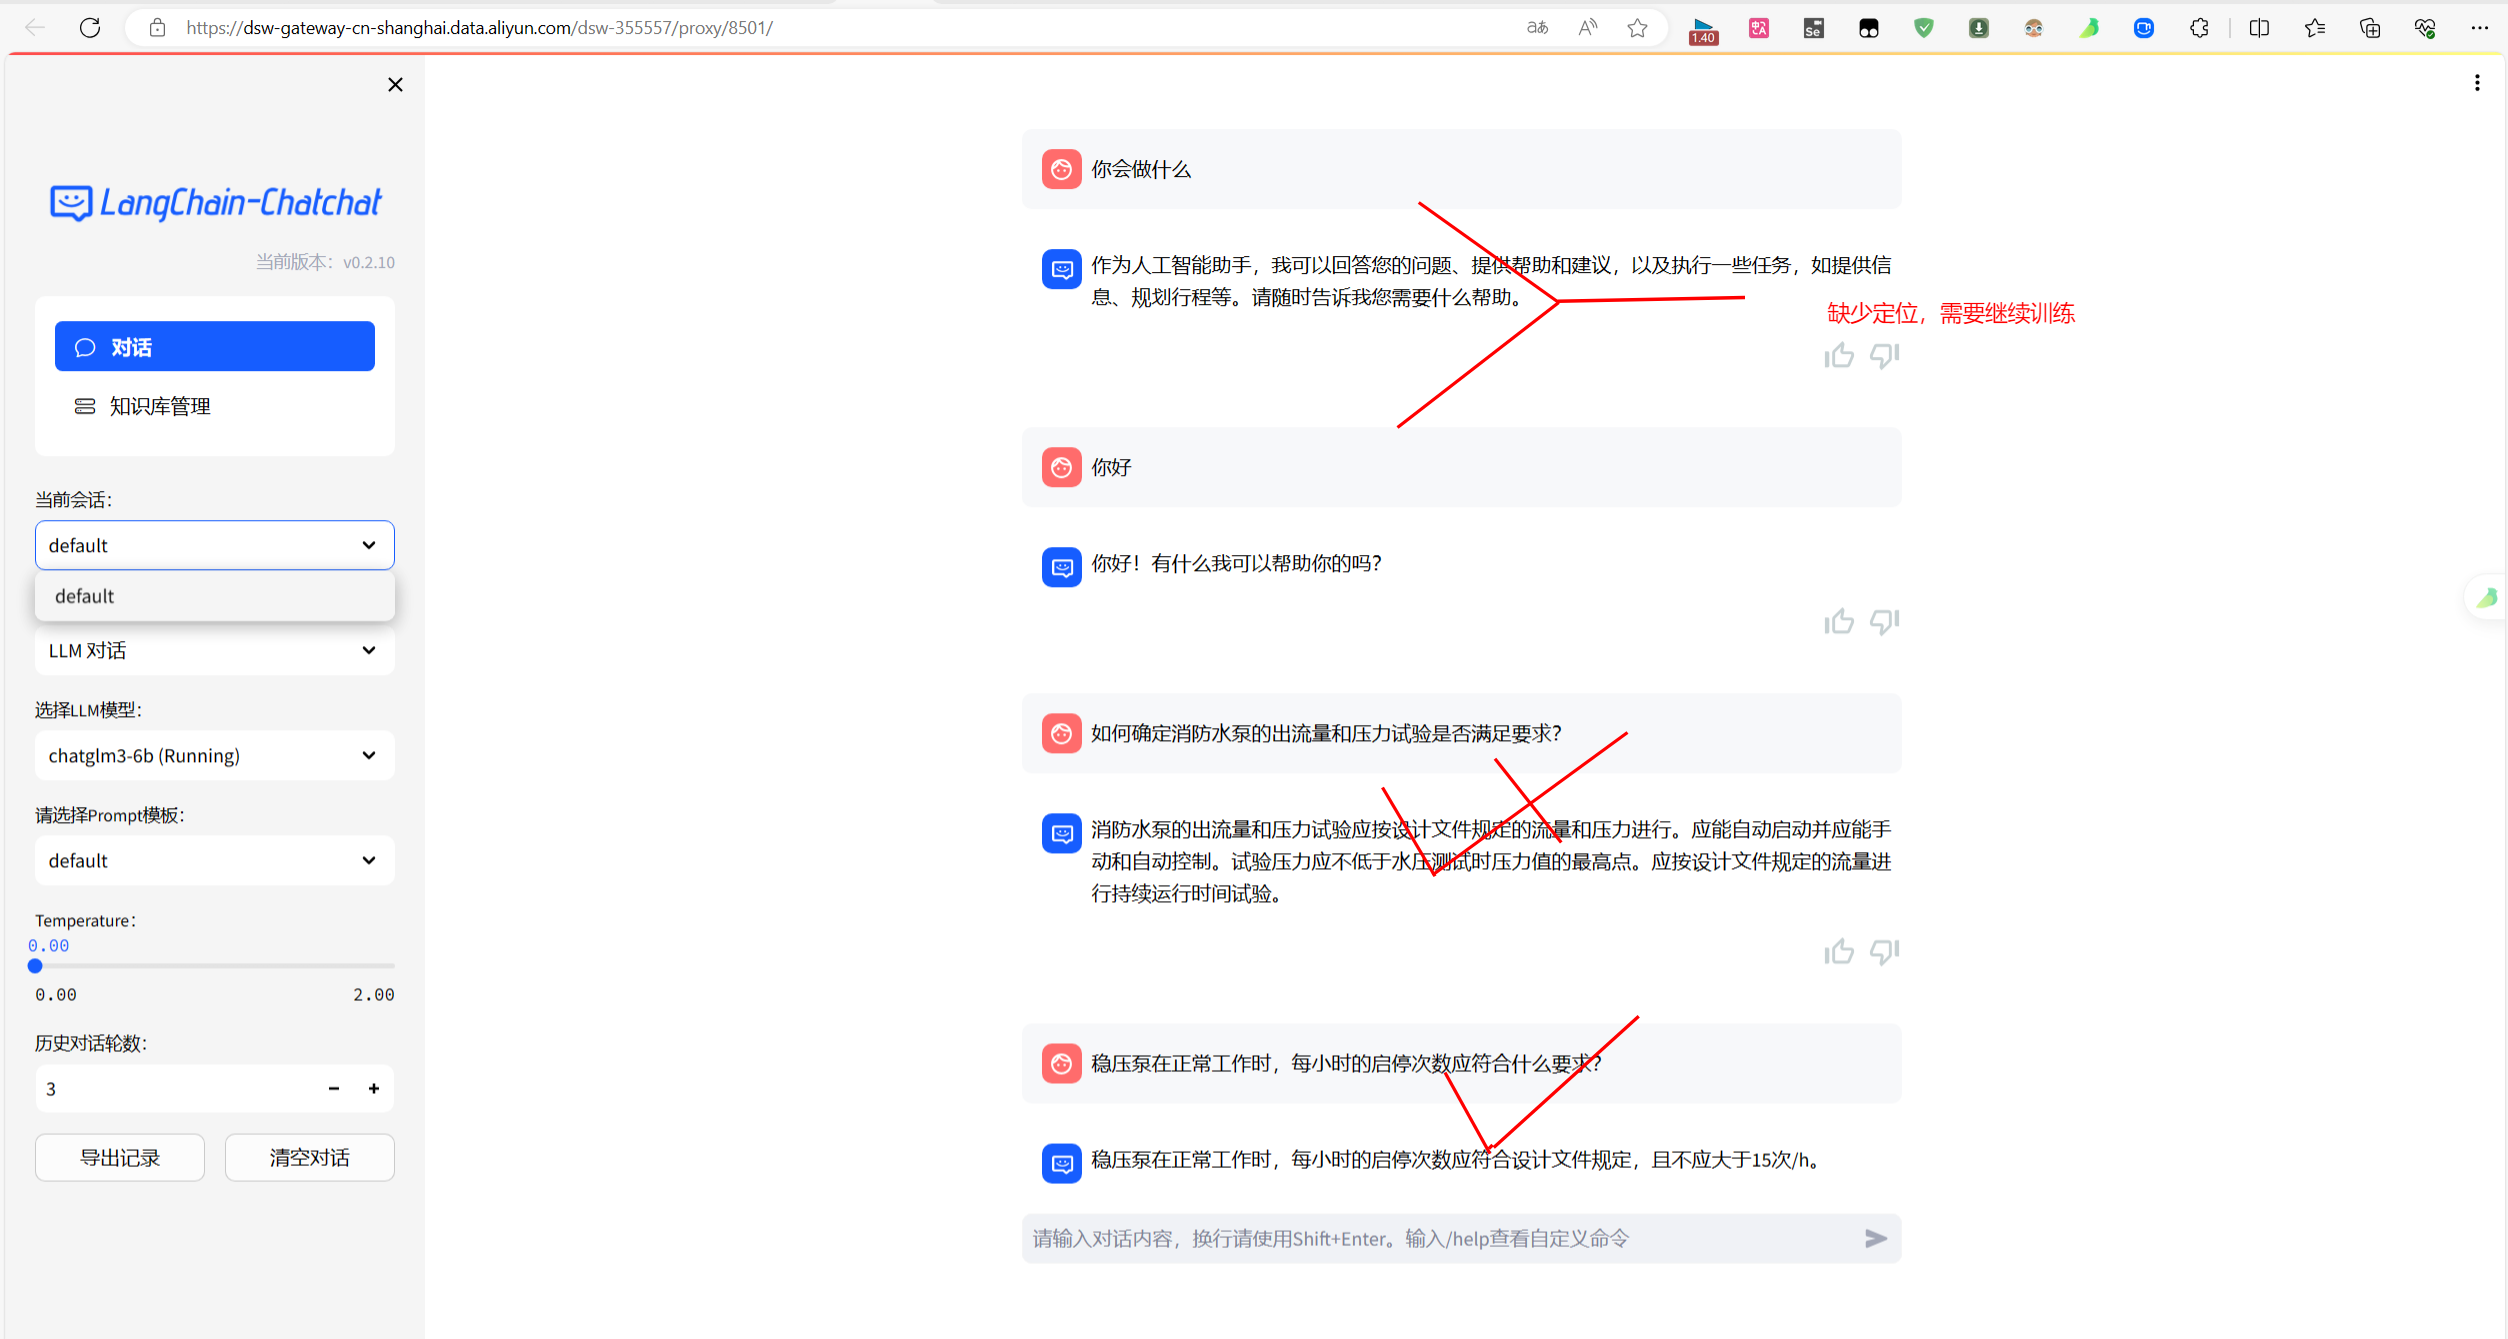 https://dsw-gateway-cn-shanghai.data.aliyun.com/dsw-355557/proxy/8501/
1.40
LangChain-Chatchat
当前版本：v0.2.10
对话
知识库管理
当前会话：
default
default
LLM 对话
选择LLM模型：
chatglm3-6b (Running)
请选择Prompt模板：
default
Temperature：
0.00
0.00 2.00
历史对话轮数：
3
导出记录 清空对话
你会做什么
作为人工智能助手，我可以回答您的问题、提供帮助和建议，以及执行一些任务，如提供信
息、规划行程等。请随时告诉我您需要什么帮助。
缺少定位，需要继续训练
你好
你好！有什么我可以帮助你的吗？
如何确定消防水泵的出流量和压力试验是否满足要求？
消防水泵的出流量和压力试验应按设计文件规定的流量和压力进行。应能自动启动并应能手
动和自动控制。试验压力应不低于水压测试时压力值的最高点。应按设计文件规定的流量进
行持续运行时间试验。
稳压泵在正常工作时，每小时的启停次数应符合什么要求？
稳压泵在正常工作时，每小时的启停次数应符合设计文件规定，且不应大于15次/h。
请输入对话内容，换行请使用Shift+Enter。输入/help查看自定义命令